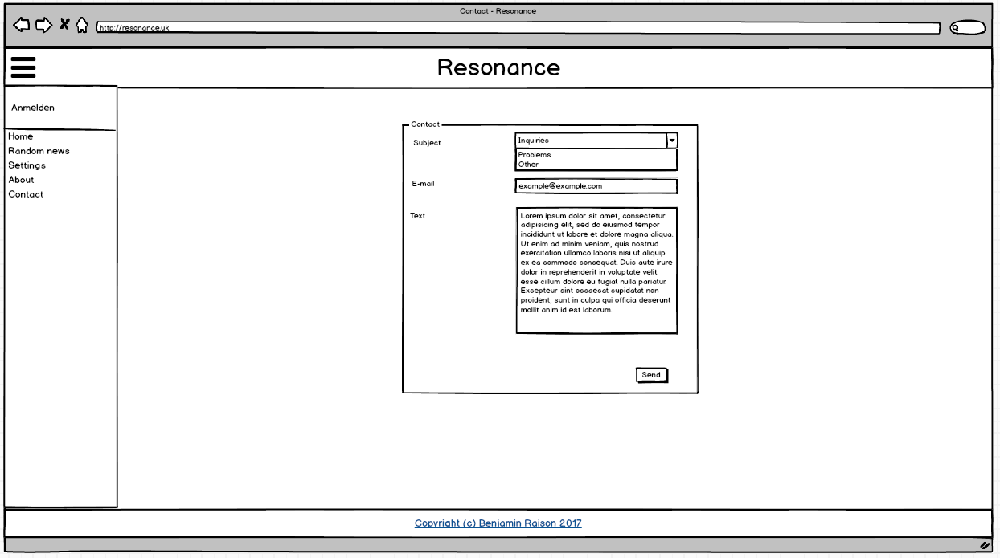 Contact - Resonance
http://resonance.uk
Resonance
Anmelden
Home
Random news
Settings
About
Contact
Contact
Subject
Inquiries
Problems
Other
E-mail
example@example.com
Text
Lorem ipsum dolor sit amet, consectetur
adipisicing elit, sed do eiusmod tempor
incididunt ut labore et dolore magna aliqua.
Ut enim ad minim veniam, quis nostrud
exercitation ullamco laboris nisi ut aliquip
ex ea commodo consequat. Duis aute irure
dolor in reprehenderit in voluptate velit
esse cillum dolore eu fugiat nulla pariatur.
Excepteur sint occaecat cupidatat non
proident, sunt in culpa qui officia deserunt
mollit anim id est laborum.
Send
Copyright (c) Benjamin Raison 2017